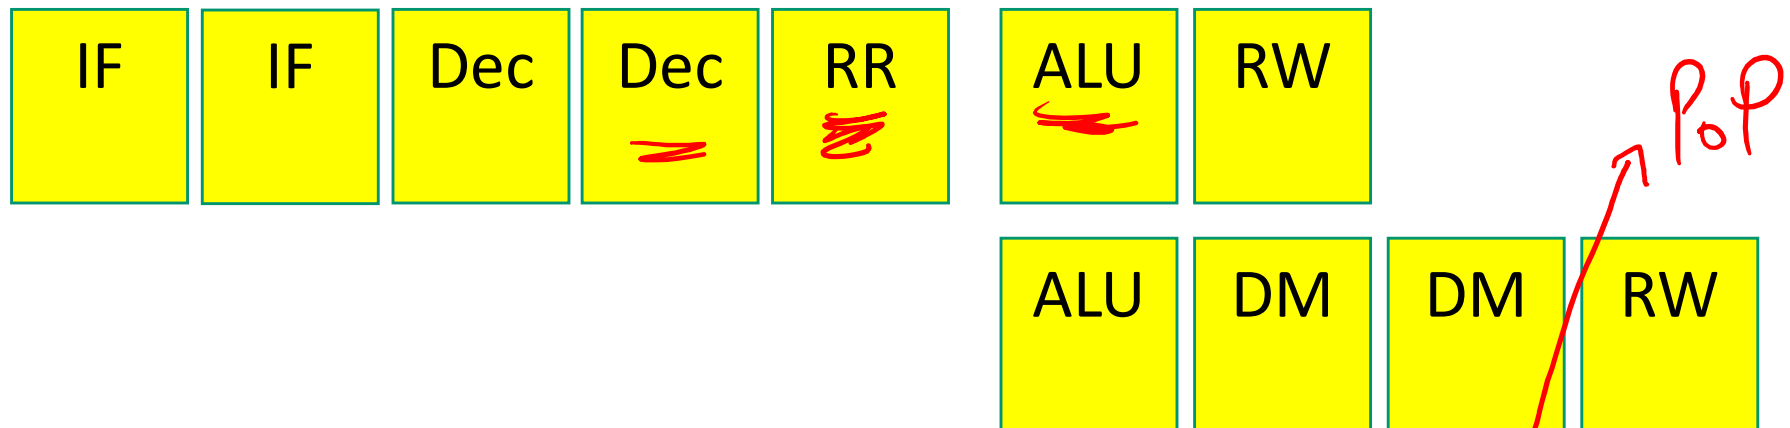 IF IF Dec Dec RR ALU RW
PoP
ALU DM DM RW